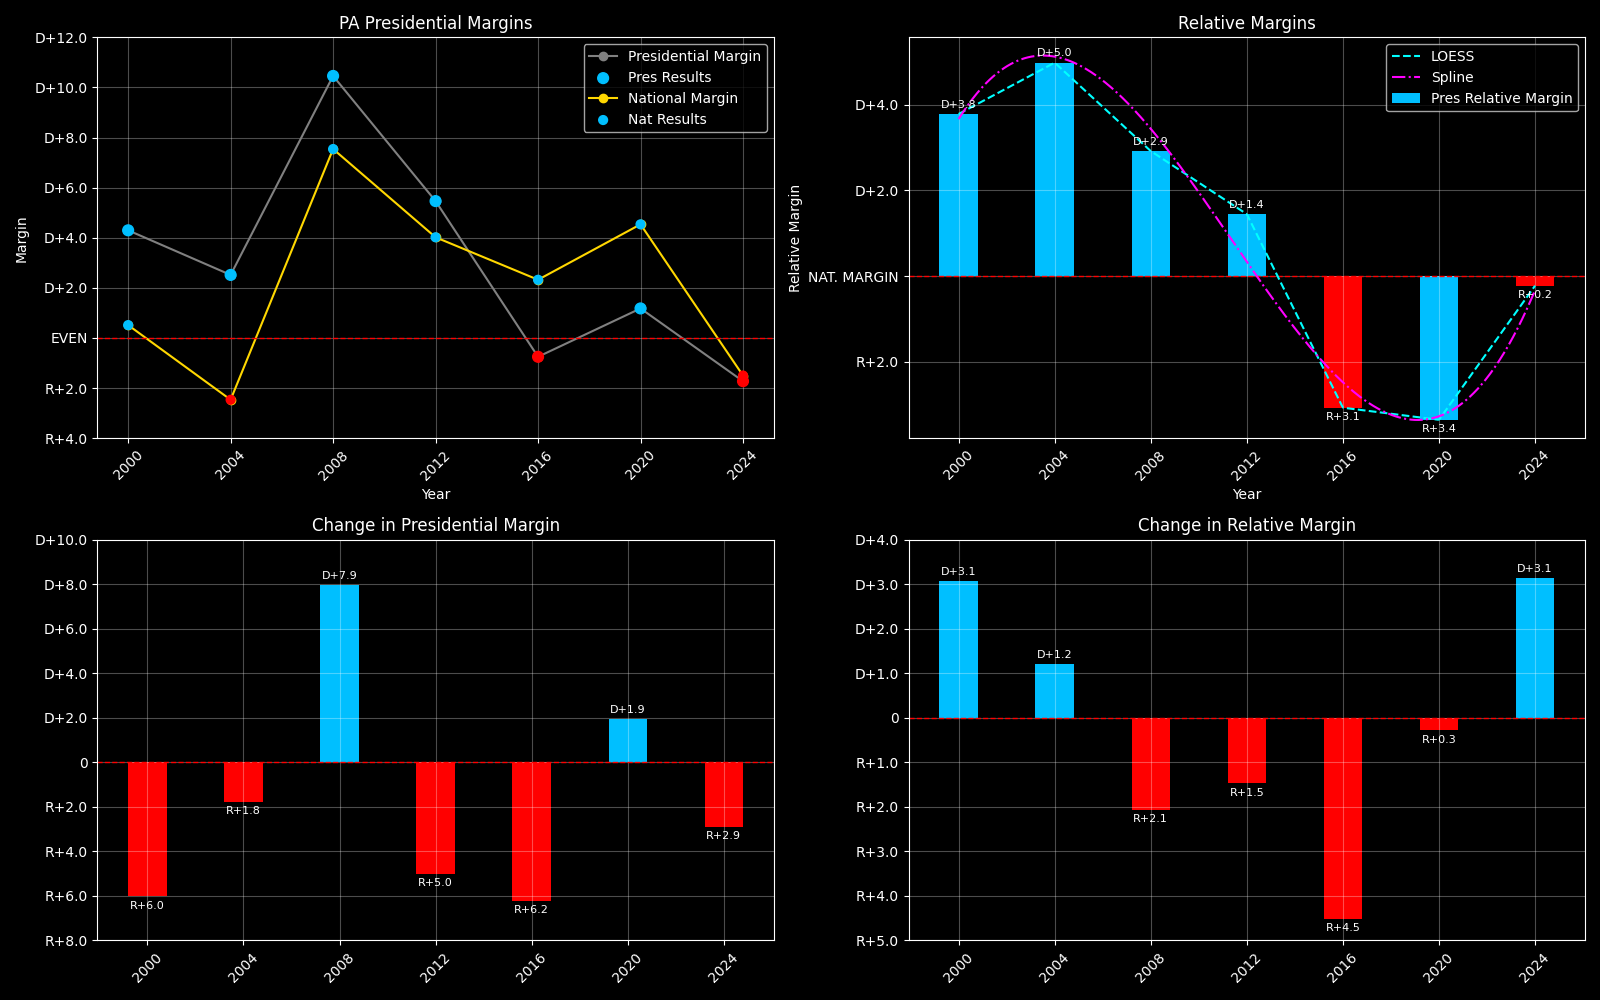 PA Presidential Margins
D+12.0
D+10.0
D+8.0
D+6.0
D+4.0
D+2.0
EVEN
R+2.0
R+4.0
Margin
Presidential Margin
Pres Results
National Margin
Nat Results
2000
2004
2008
2012
2016
2020
2024
Year
Relative Margins
D+4.0
D+2.0
NAT. MARGIN
R+2.0
Relative Margin
LOESS
Spline
Pres Relative Margin
D+3.8
D+5.0
D+2.9
D+1.4
R+3.1
R+3.4
R+0.2
2000
2004
2008
2012
2016
2020
2024
Year
Change in Presidential Margin
D+10.0
D+8.0
D+6.0
D+4.0
D+2.0
0
R+2.0
R+4.0
R+6.0
R+8.0
R+6.0
R+1.8
D+7.9
R+5.0
R+6.2
D+1.9
R+2.9
2000
2004
2008
2012
2016
2020
2024
Change in Relative Margin
D+4.0
D+3.0
D+2.0
D+1.0
0
R+1.0
R+2.0
R+3.0
R+4.0
R+5.0
D+3.1
D+1.2
R+2.1
R+1.5
R+4.5
R+0.3
D+3.1
2000
2004
2008
2012
2016
2020
2024